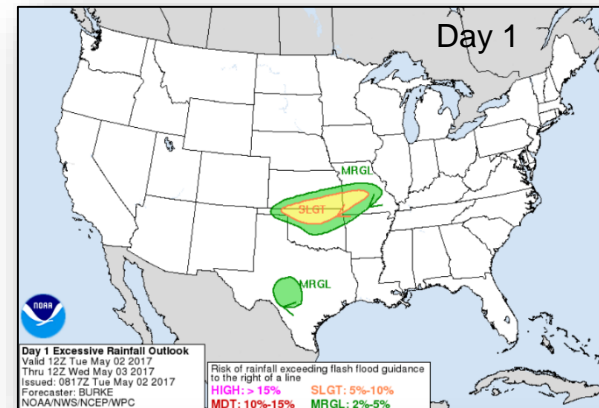 Day 1
MRGL
SLGT
MRGL
NOAA
Day 1 Excessive Rainfall Outlook
Valid 12Z Tue May 02 2017
Thru 12Z Wed May 03 2017
Issued: 0817Z Tue May 02 2017
Forecaster: BURKE
NOAA/NWS/NCEP/WPC
Risk of rainfall exceeding flash flood guidance
to the right of a line
HIGH: > 15% SLGT: 5%-10%
MDT: 10%-15% MRGL: 2%-5%